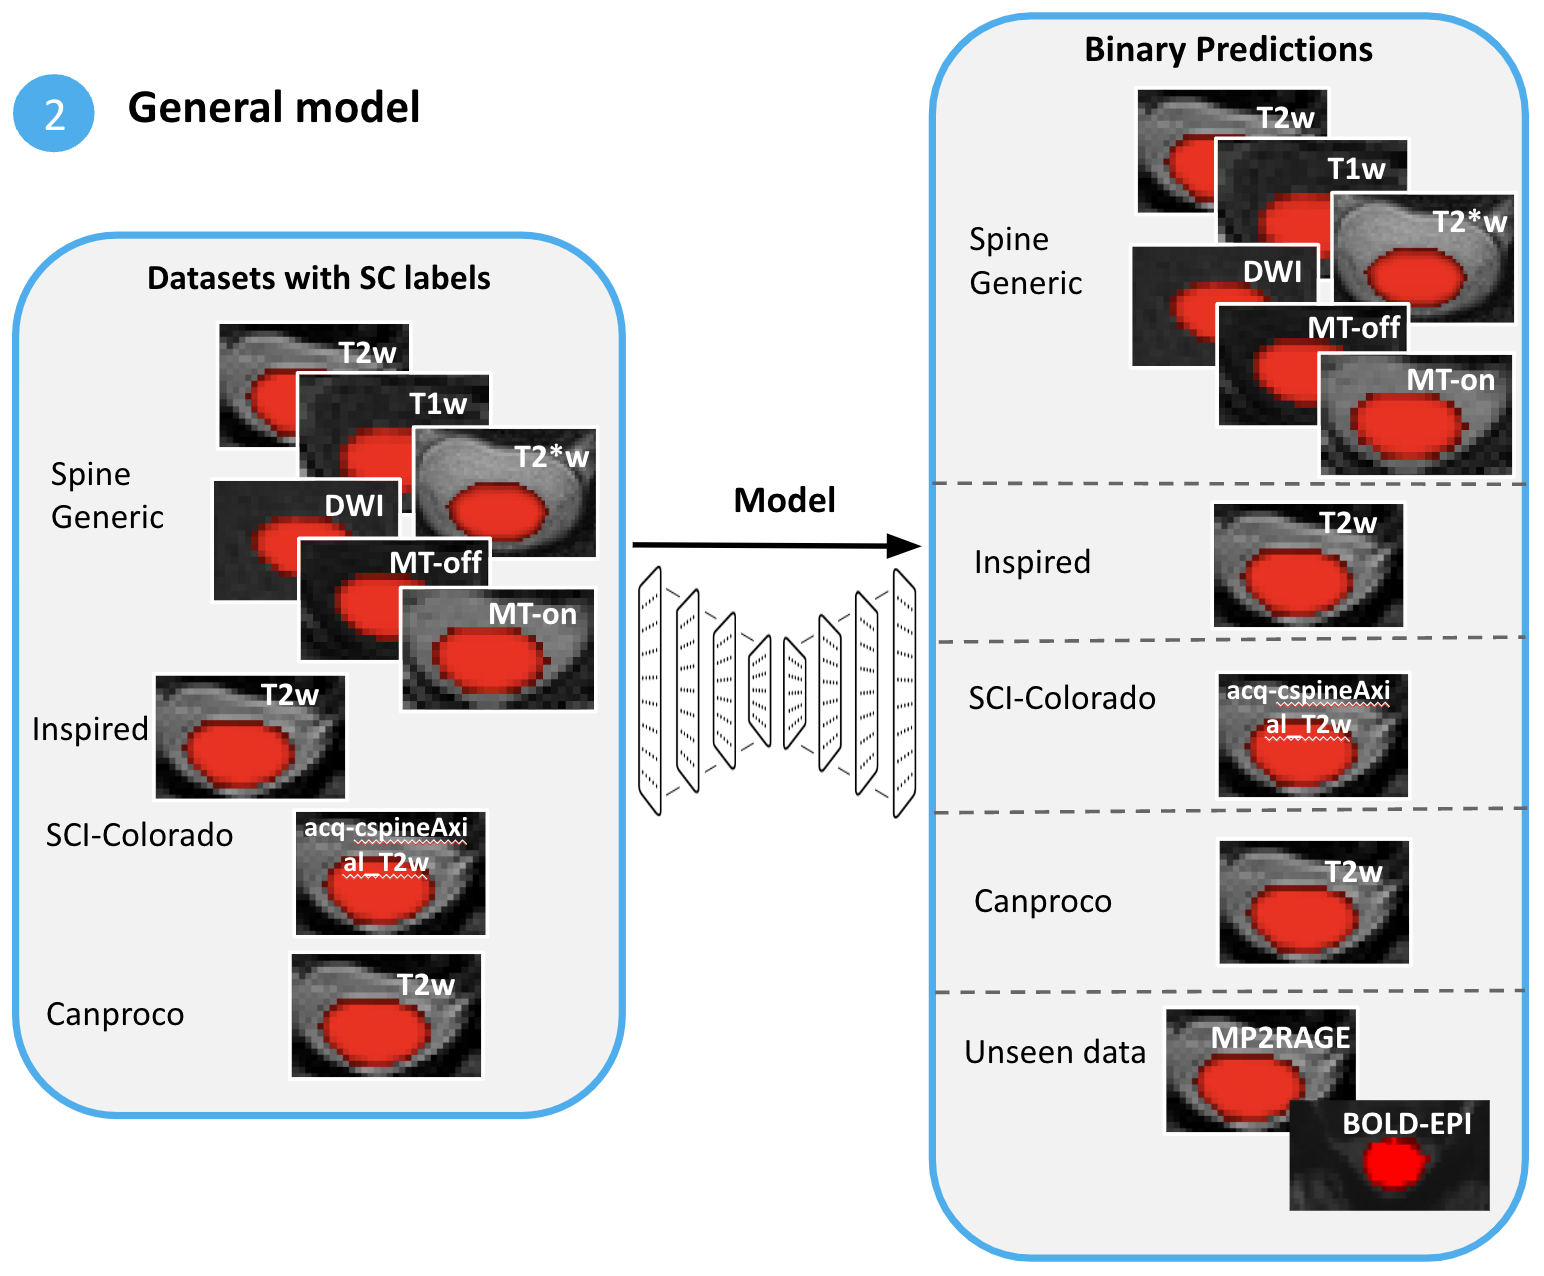 2
General model
Datasets with SC labels
Spine
Generic
T2w
T1w
T2*w
DWI
MT-off
MT-on
Inspired
T2w
SCI-Colorado
acq-cspineAxi
al_T2w
Canproco
T2w
Model
Binary Predictions
Spine
Generic
T2w
T1w
T2*w
DWI
MT-off
MT-on
Inspired
T2w
SCI-Colorado
acq-cspineAxi
al_T2w
Canproco
T2w
Unseen data
MP2RAGE
BOLD-EPI